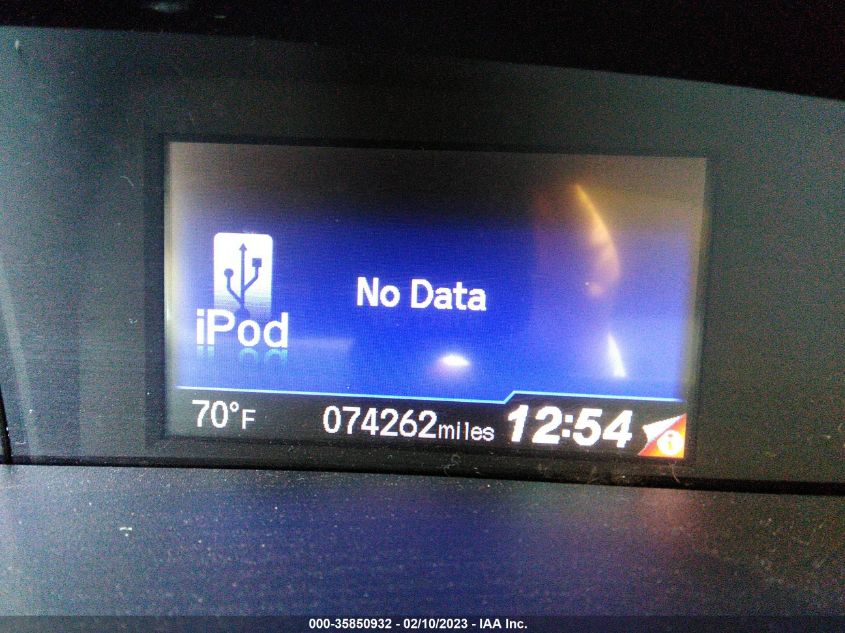 No Data
iPod
70°F 074262miles 12:54 i
000-35850932 - 02/10/2023 - IAA Inc.